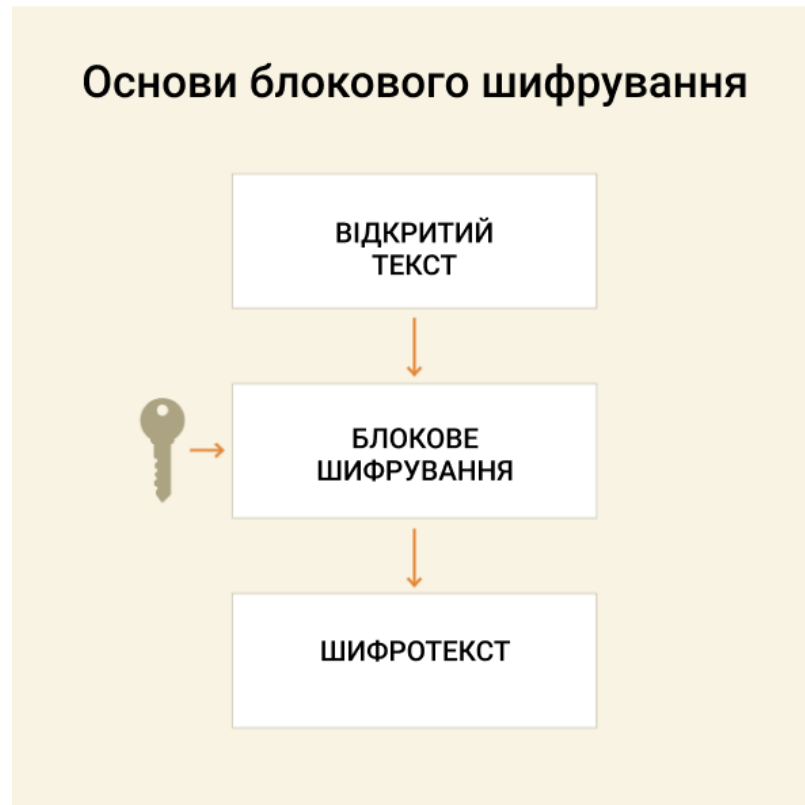 Основи блокового шифрування
ВІДКРИТИЙ
ТЕКСТ
БЛОКОВЕ
ШИФРУВАННЯ
ШИФРОТЕКСТ